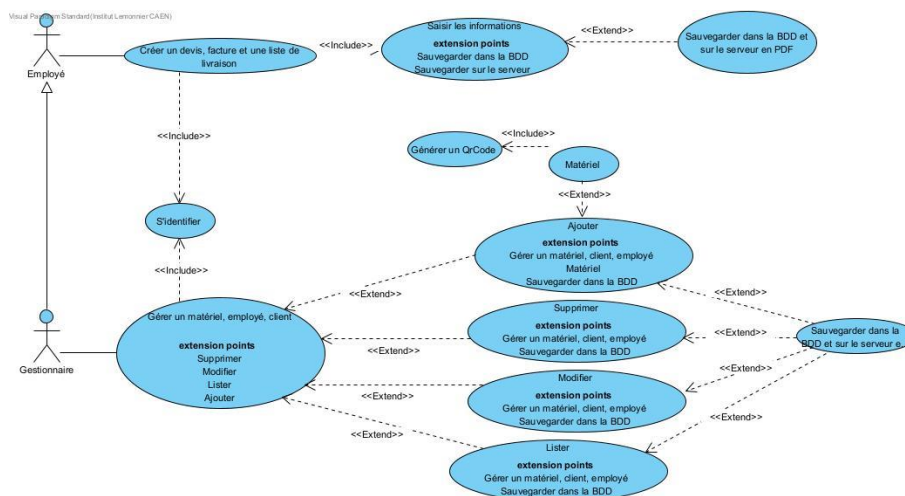 Visual Paradigm Standard(Institut Lemonnier CAEN)
Employé
Créer un devis, facture et une liste de
livraison
<<Include>>
Saisir les informations
extension points
Sauvegarder dans la BDD
Sauvegarder sur le serveur
<<Extend>>
Sauvegarder dans la BDD et
sur le serveur en PDF
<<Include>>
Générer un QrCode
<<Include>>
Matériel
<<Extend>>
S'identifier
<<Include>>
Ajouter
extension points
Gérer un matériel, client, employé
Matériel
Sauvegarder dans la BDD
<<Extend>>
<<Extend>>
Gestionnaire
Gérer un matériel, employé, client
extension points
Supprimer
Modifier
Lister
Ajouter
<<Extend>>
Supprimer
extension points
Gérer un matériel, client, employé
Sauvegarder dans la BDD
<<Extend>>
Sauvegarder dans la
BDD et sur le serveur e...
<<Extend>>
Modifier
extension points
Gérer un matériel, client, employé
Sauvegarder dans la BDD
<<Extend>>
<<Extend>>
Lister
extension points
Gérer un matériel, client, employé
Sauvegarder dans la BDD
<<Extend>>